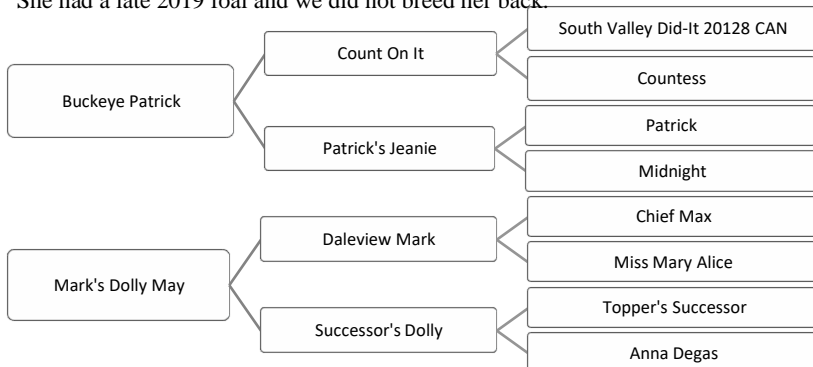 She had a late 2019 foal and we did not breed her back.
South Valley Did-It 20128 CAN
Count On It
Countess
Buckeye Patrick
Patrick
Patrick's Jeanie
Midnight
Chief Max
Daleview Mark
Miss Mary Alice
Mark's Dolly May
Topper's Successor
Successor's Dolly
Anna Degas